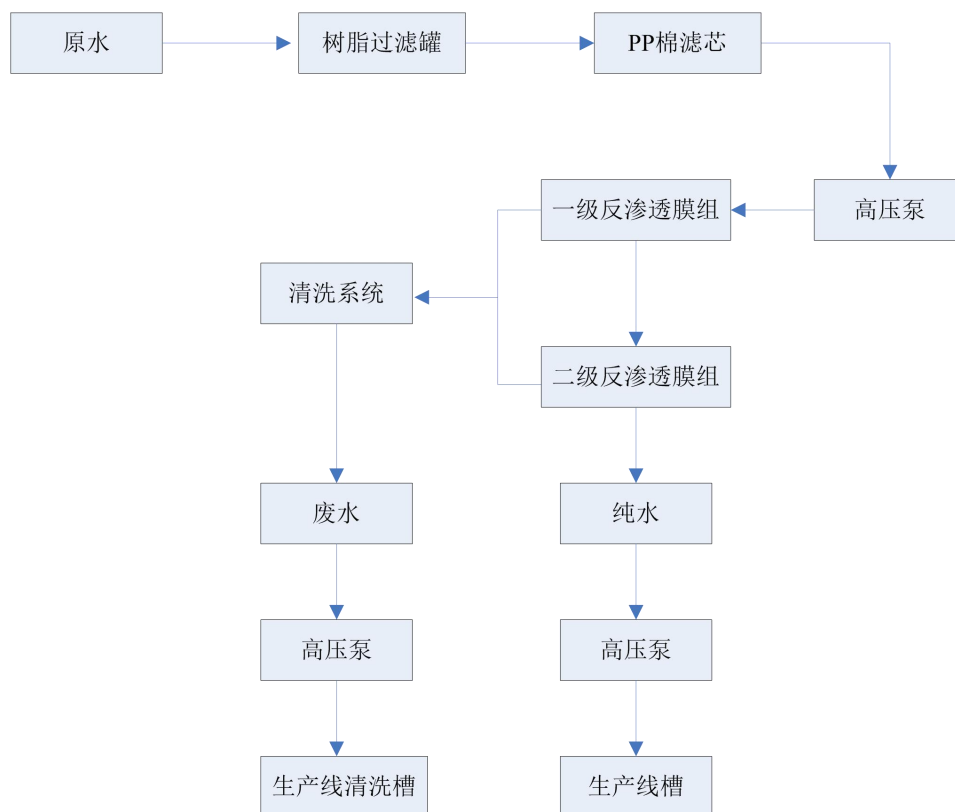 原水
树脂过滤罐
PP棉滤芯
一级反渗透膜组
高压泵
清洗系统
二级反渗透膜组
废水
纯水
高压泵
高压泵
生产线清洗槽
生产线槽